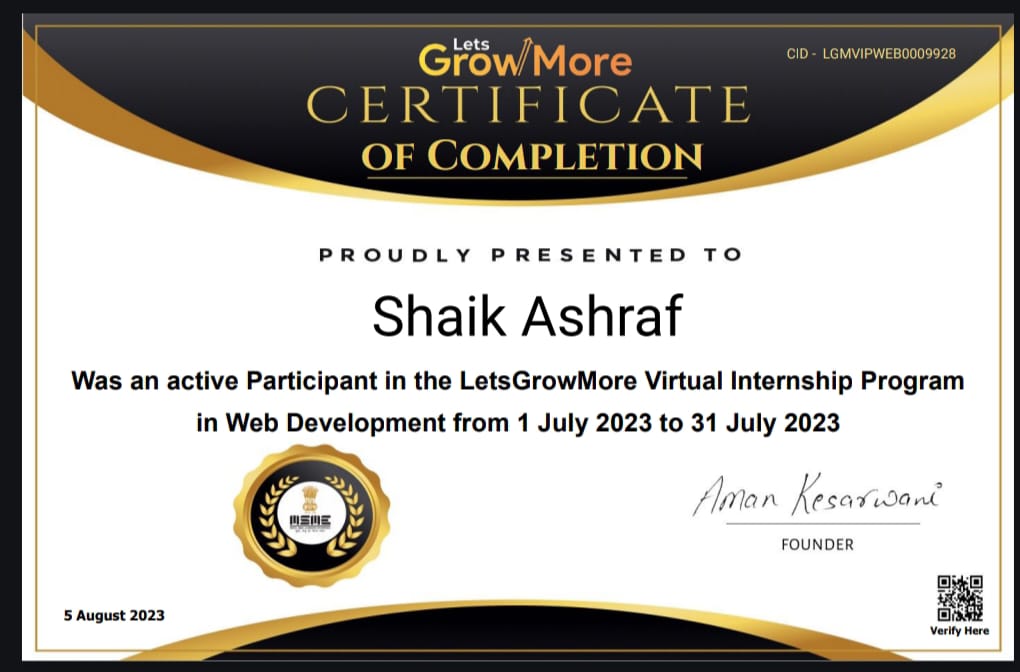 Lets
GrowMore
CID - LGMVIPWEB0009928
CERTIFICATE
OF COMPLETION
PROUDLY PRESENTED TO
Shaik Ashraf
Was an active Participant in the LetsGrowMore Virtual Internship Program
in Web Development from 1 July 2023 to 31 July 2023
MSME
Aman Kesarwani
FOUNDER
5 August 2023
Verify Here